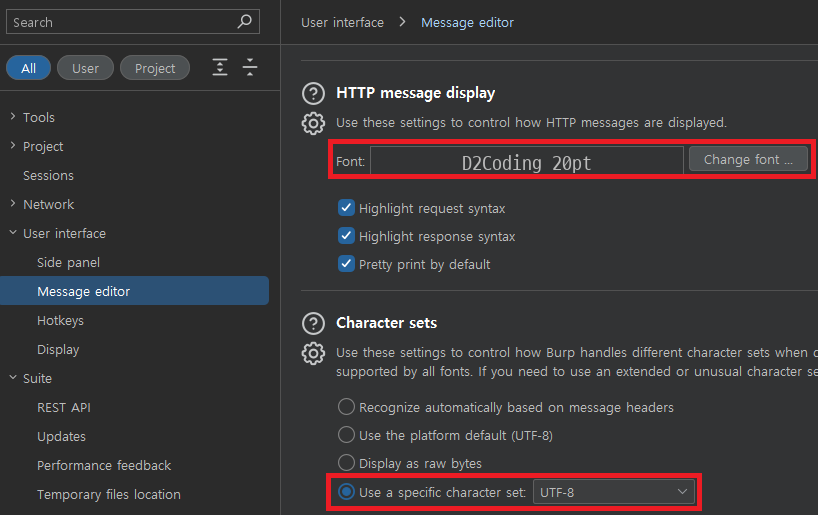 Search
All
User
Project
Tools
Project
Sessions
Network
User interface
Side panel
Message editor
Hotkeys
Display
Suite
REST API
Updates
Performance feedback
Temporary files location
User interface > Message editor
HTTP message display
Use these settings to control how HTTP messages are displayed.
Font: D2Coding 20pt Change font ...
Highlight request syntax
Highlight response syntax
Pretty print by default
Character sets
Use these settings to control how Burp handles different character sets when
supported by all fonts. If you need to use an extended or unusual character
Recognize automatically based on message headers
Use the platform default (UTF-8)
Display as raw bytes
Use a specific character set: UTF-8